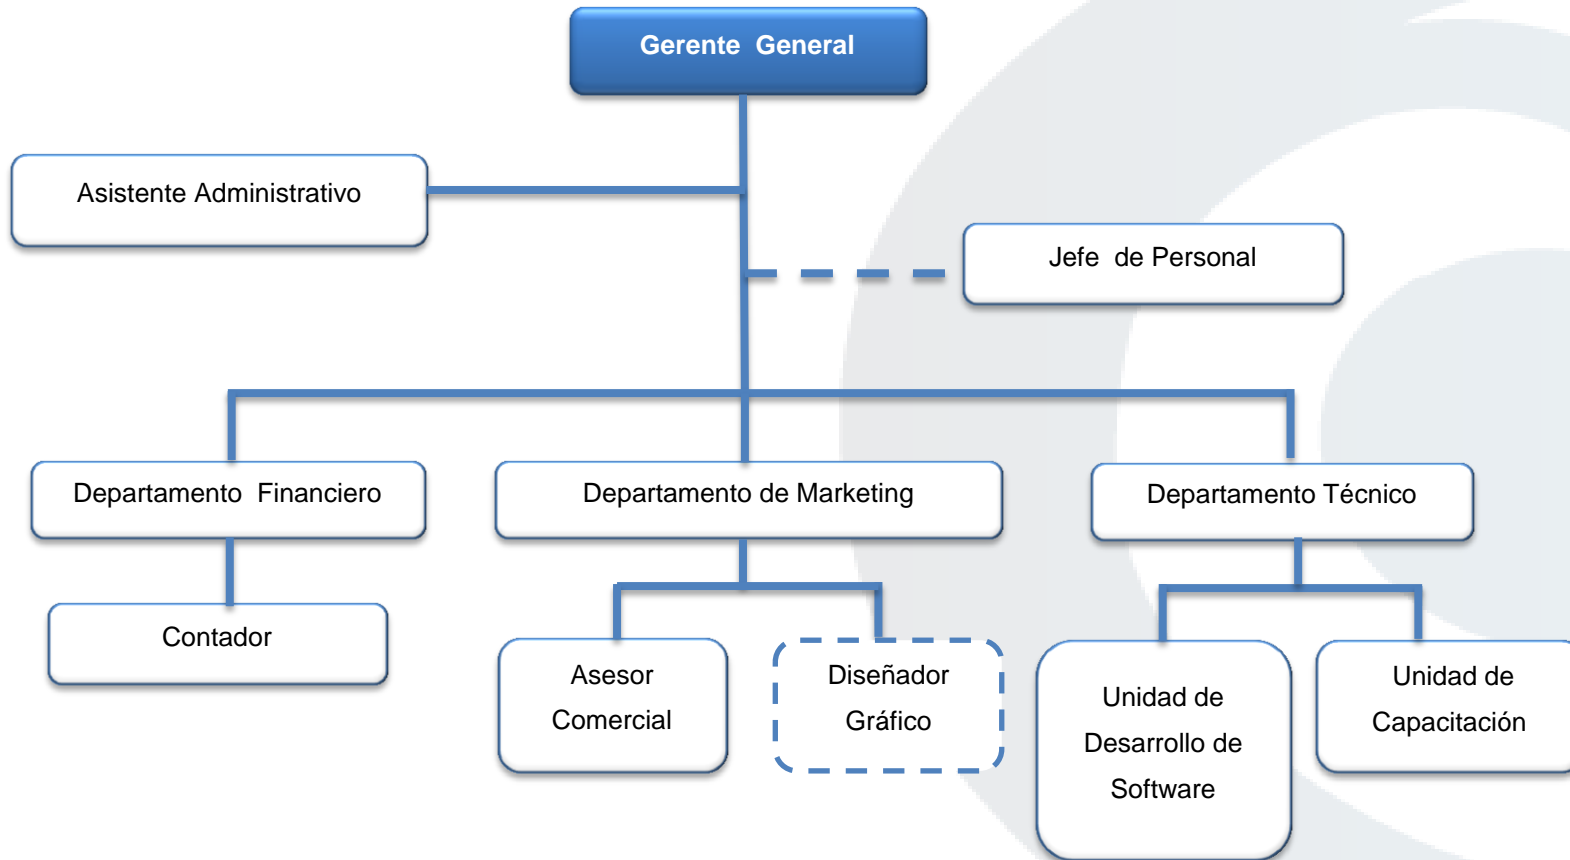 Gerente General
Asistente Administrativo
Jefe de Personal
Departamento Financiero
Departamento de Marketing
Departamento Técnico
Contador
Asesor
Comercial
Diseñador
Gráfico
Unidad de
Desarrollo de
Software
Unidad de
Capacitación